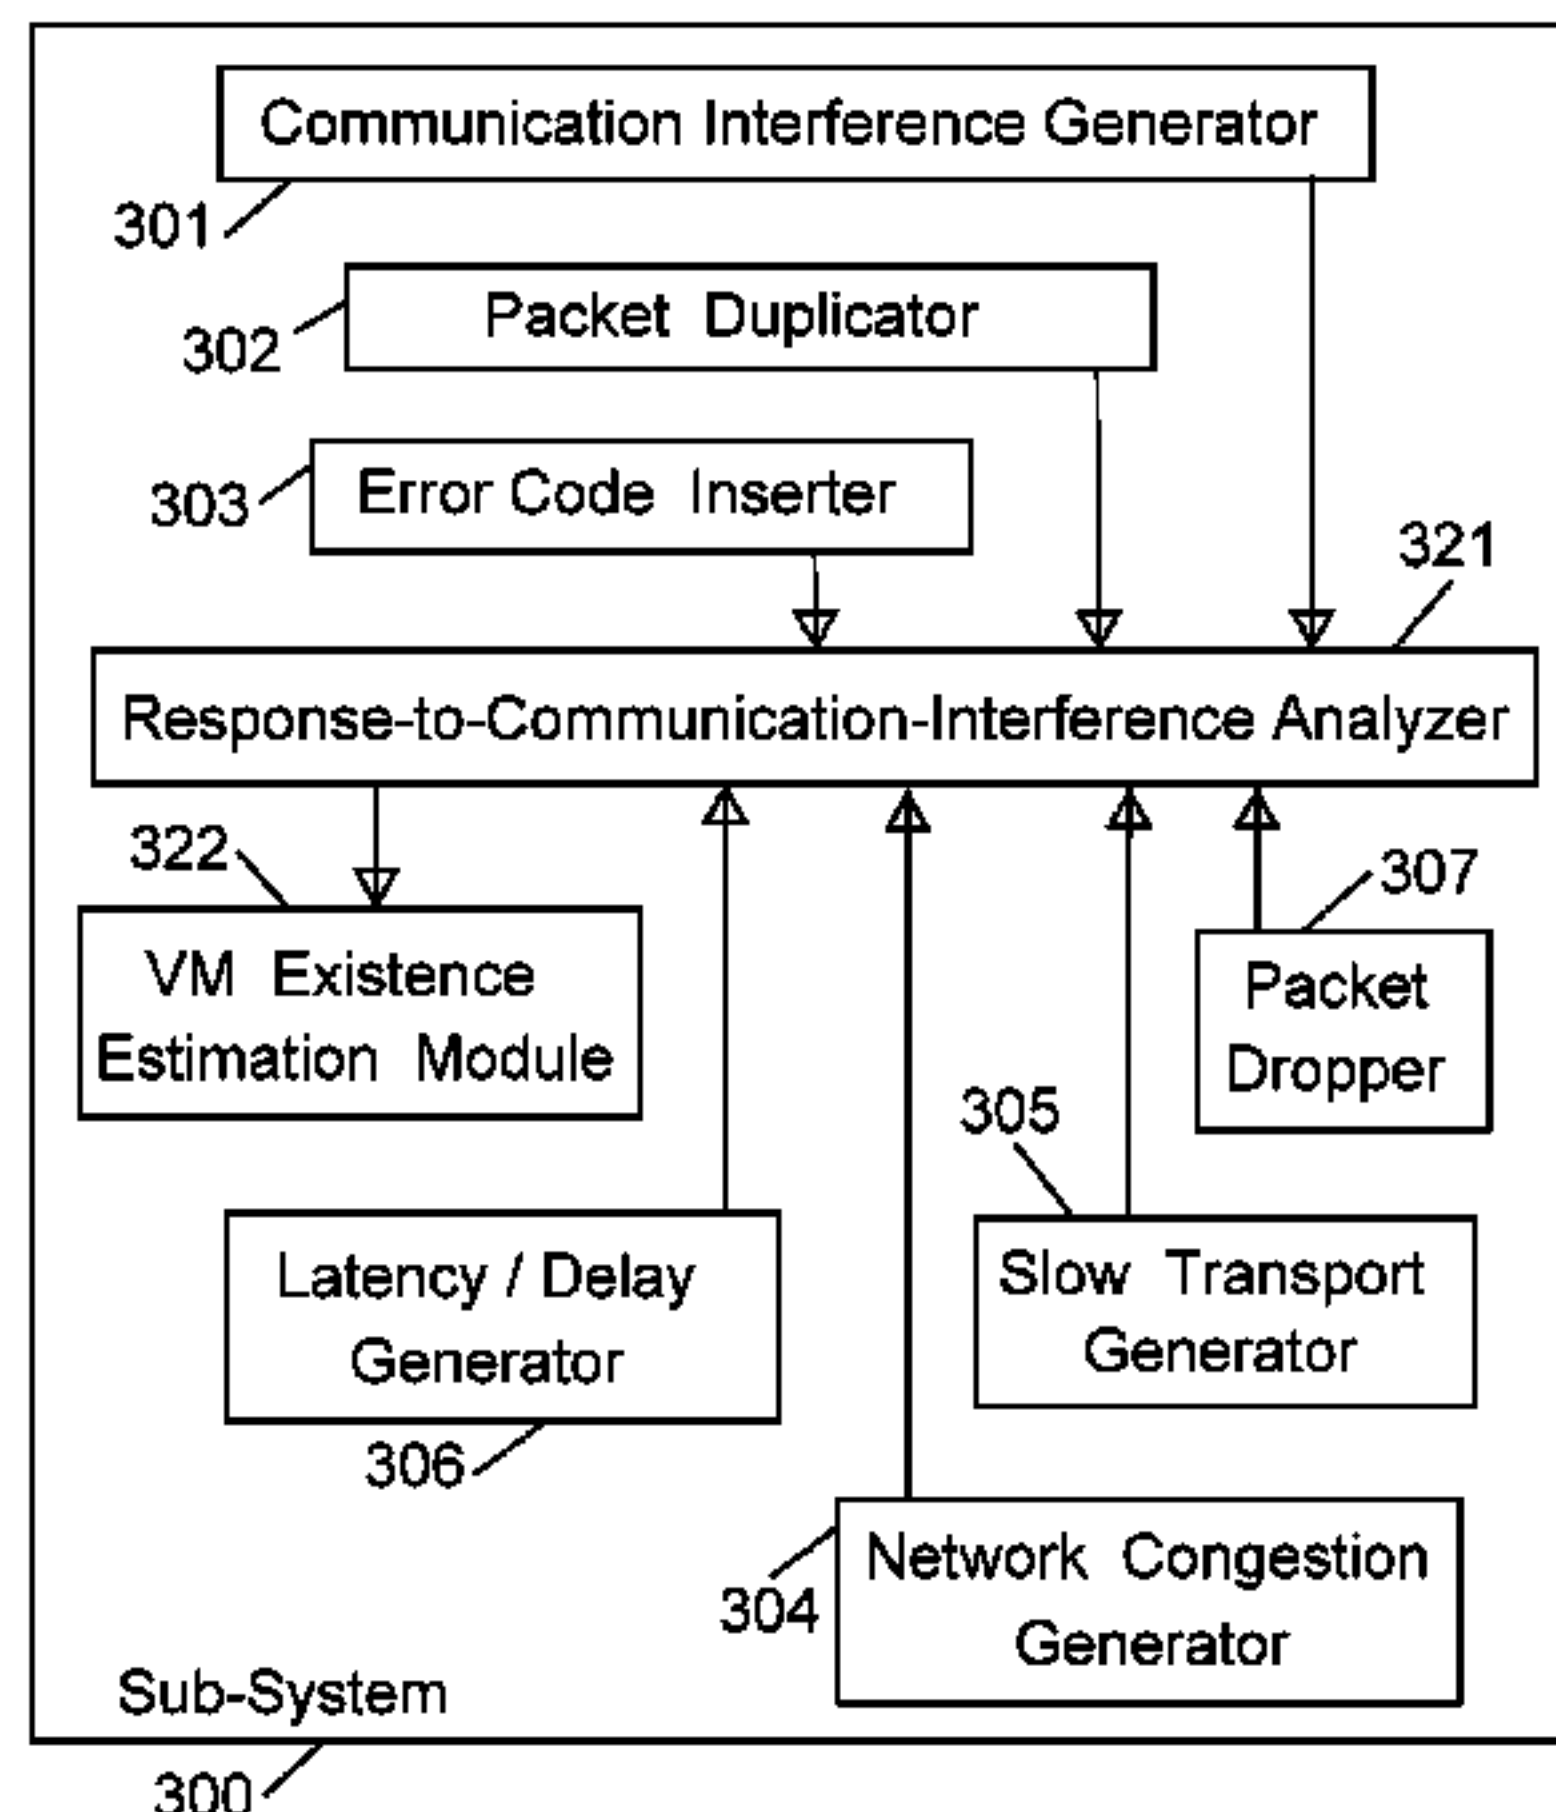 Communication Interference Generator
301
Packet Duplicator
302
Error Code Inserter
303
321
Response-to-Communication-Interference Analyzer
322
307
VM Existence
Estimation Module
Packet
Dropper
305
Latency / Delay
Generator
Slow Transport
Generator
306
Network Congestion
Generator
304
Sub-System
300